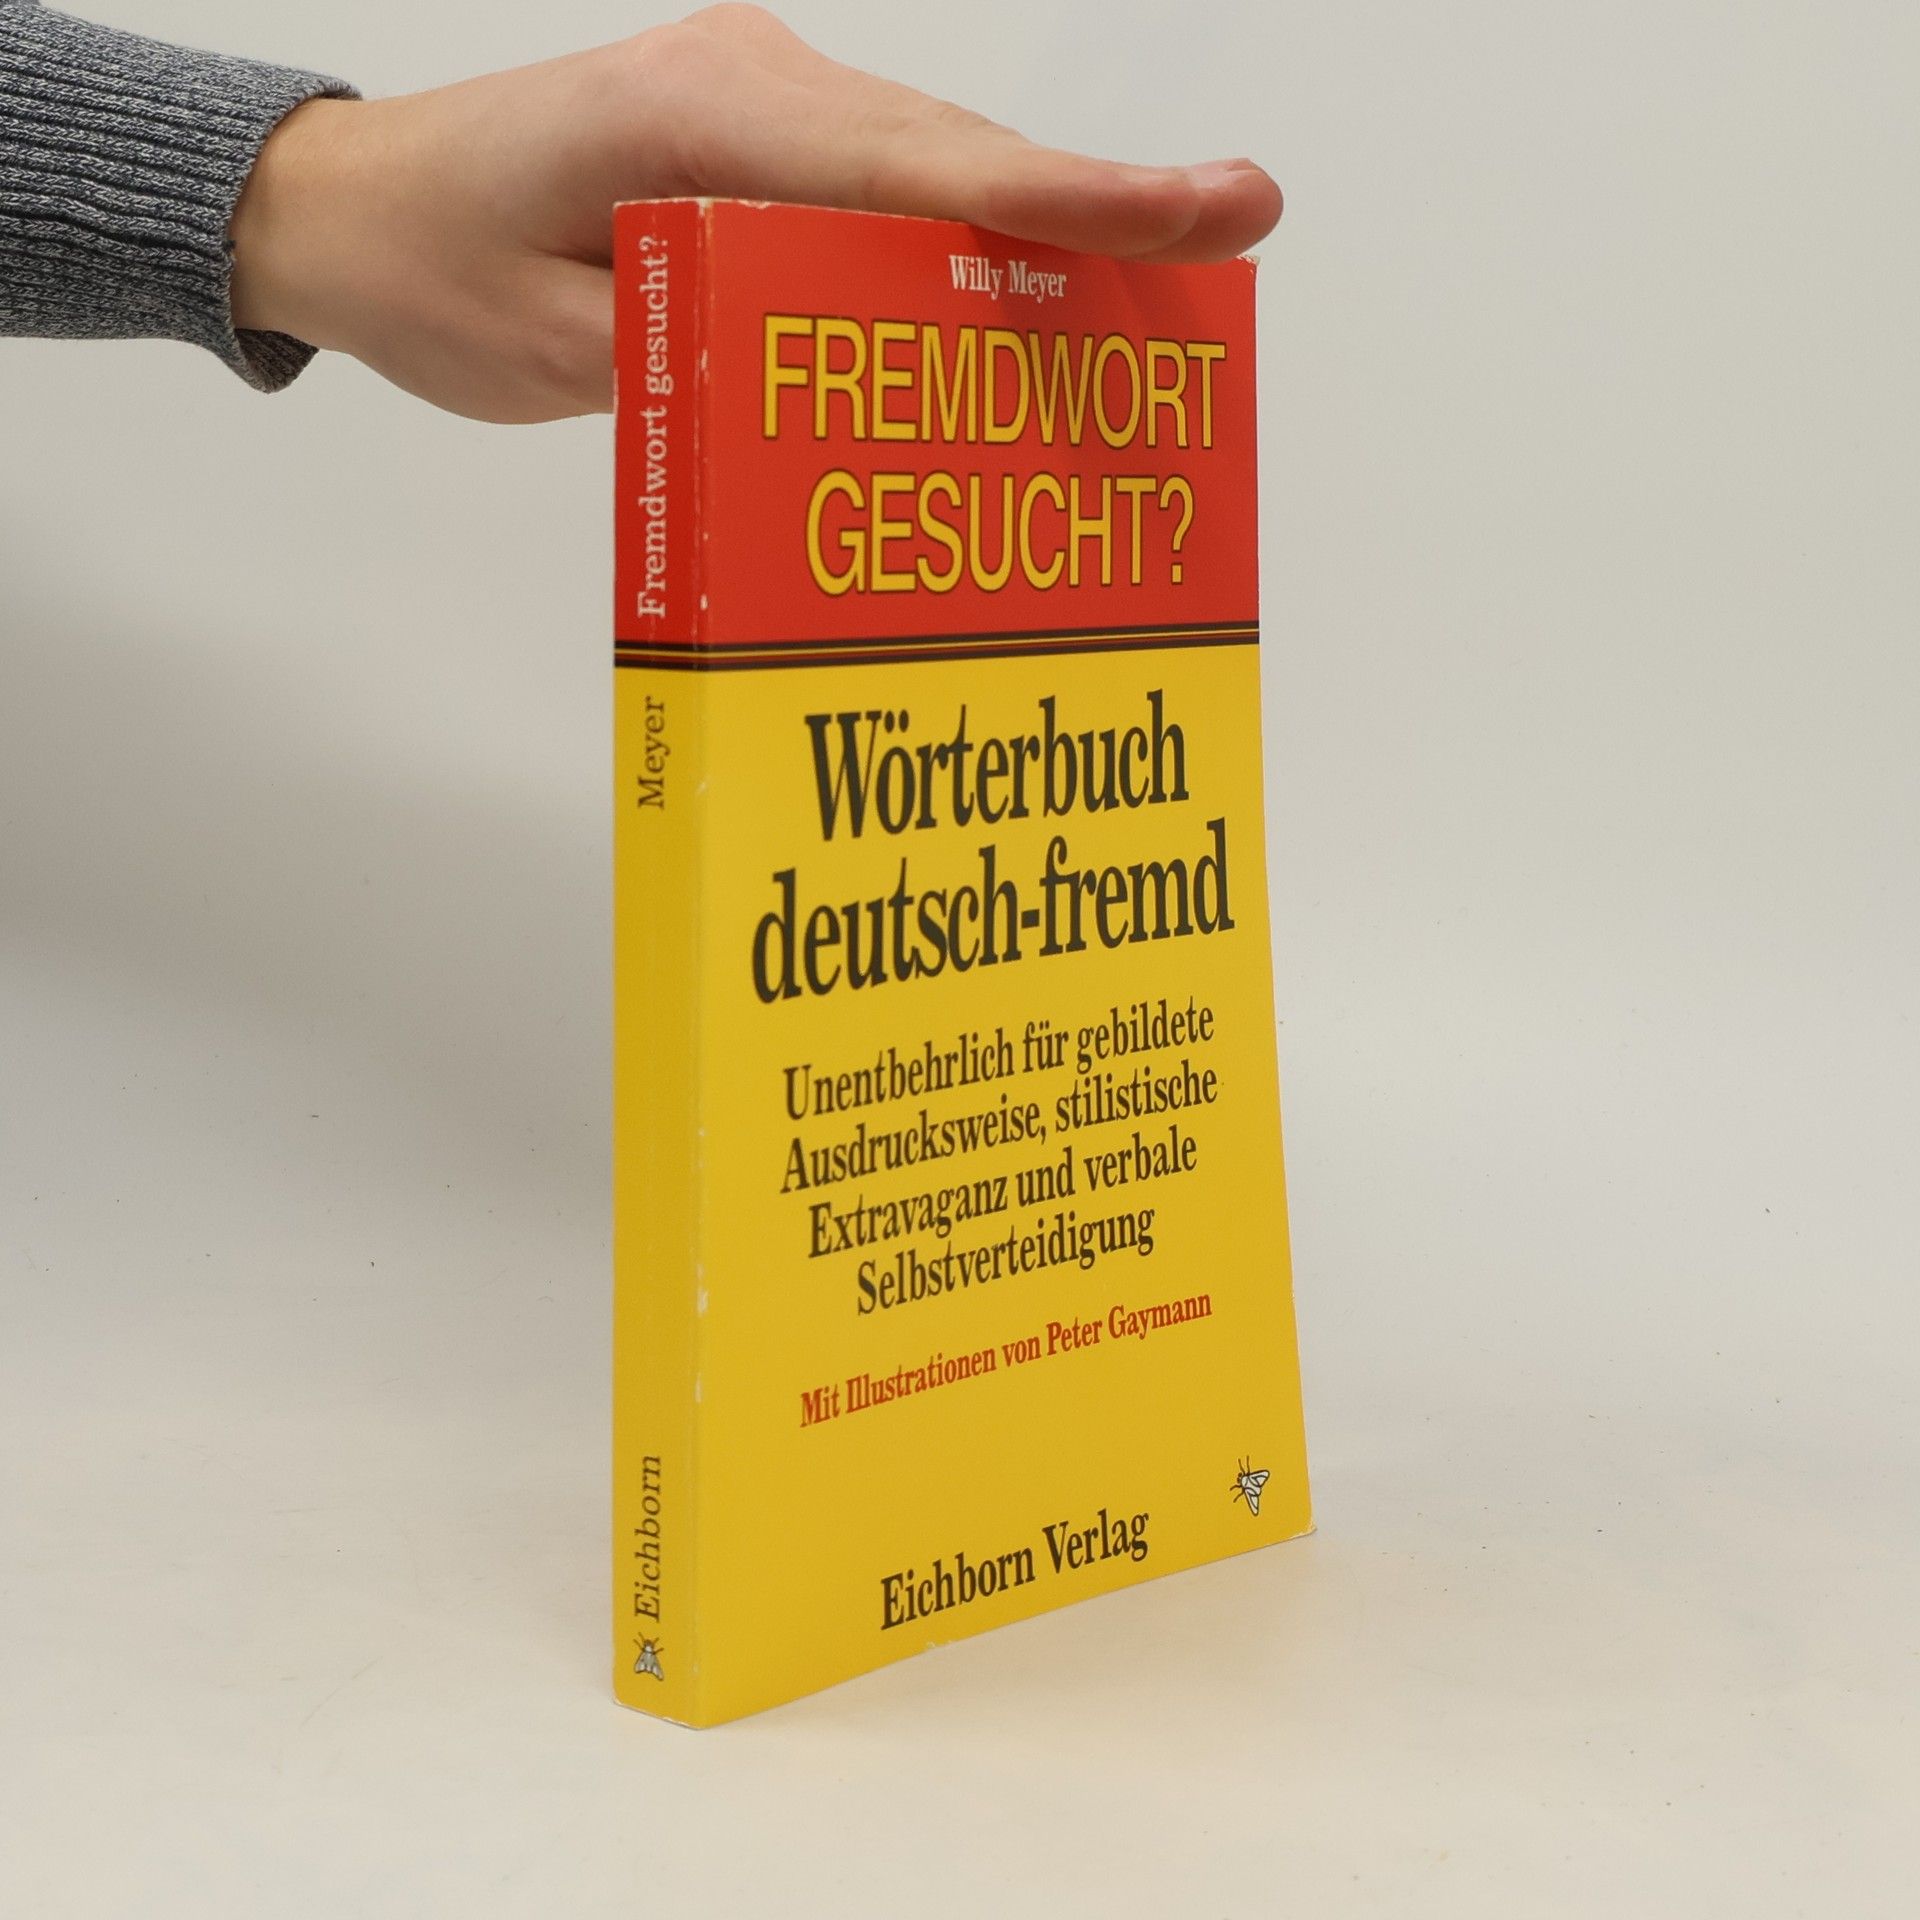 Willy Meyer
FREMDWORT
GESUCHT?
Wörterbuch
deutsch-fremd
Unentbehrlich für gebildete
Ausdrucksweise, stilistische
Extravaganz und verbale
Selbstverteidigung
Mit Illustrationen von Peter Gaymann
Eichborn Verlag
Fremdwort gesucht?
Meyer
Eichborn